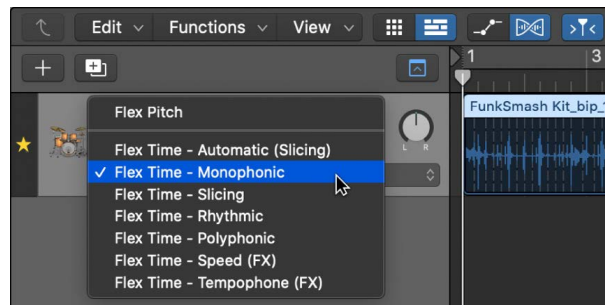 Edit Functions View
1 3
Flex Pitch
FunkSmash Kit_bip_
Flex Time - Automatic (Slicing)
L R
✓ Flex Time - Monophonic
Flex Time - Slicing
Flex Time - Rhythmic
Flex Time - Polyphonic
Flex Time - Speed (FX)
Flex Time - Tempophone (FX)